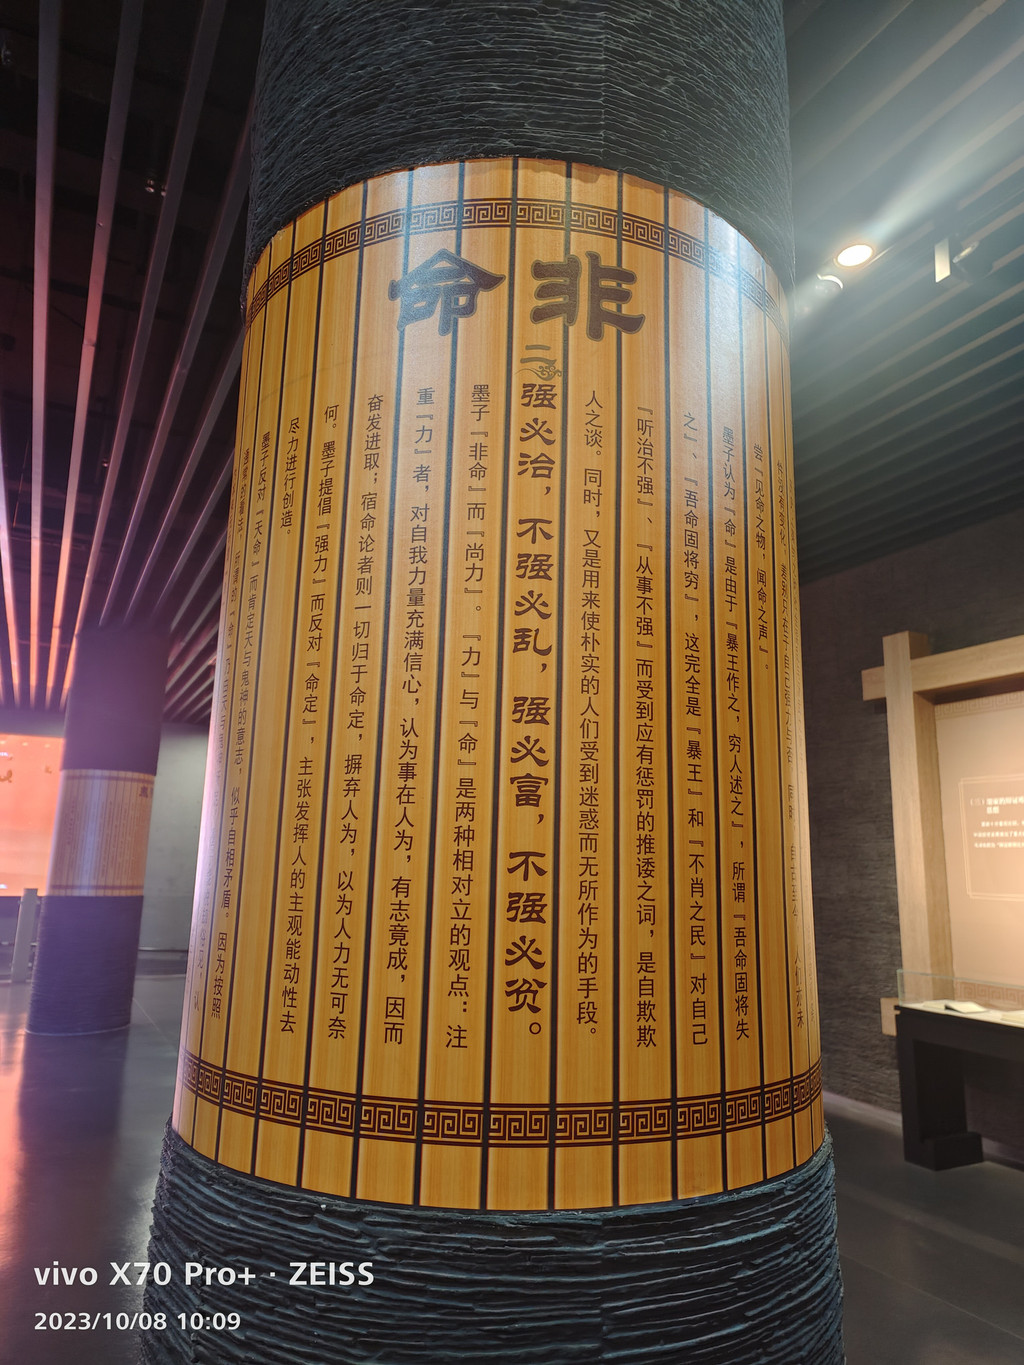 非命
尝『见命之物，闻命之声』。
墨子认为『命』是由于『暴王作之，穷人述之』，所谓『吾命固将失
之』、『吾命固将穷』，这完全是『暴王』和『不肖之民』对自己
『听治不强』、『从事不强』而受到应有惩罚的推诿之词，是自欺欺
人之谈。同时，又是用来使朴实的人们受到迷惑而无所作为的手段。
二
强必治，不强必乱，强必富，不强必贫。
墨子『非命』而『尚力』。『力』与『命』是两种相对立的观点：注
重『力』者，对自我力量充满信心，认为事在人为，有志竟成，因而
奋发进取；宿命论者则一切归于命定，摒弃人为，以为人力无可奈
何。墨子提倡『强力』而反对『命定』，主张发挥人的主观能动性去
尽力进行创造。
墨子反对『天命』而肯定天与鬼神的意志，似乎自相矛盾。因为按照
vivo X70 Pro+ · ZEISS
2023/10/08 10:09